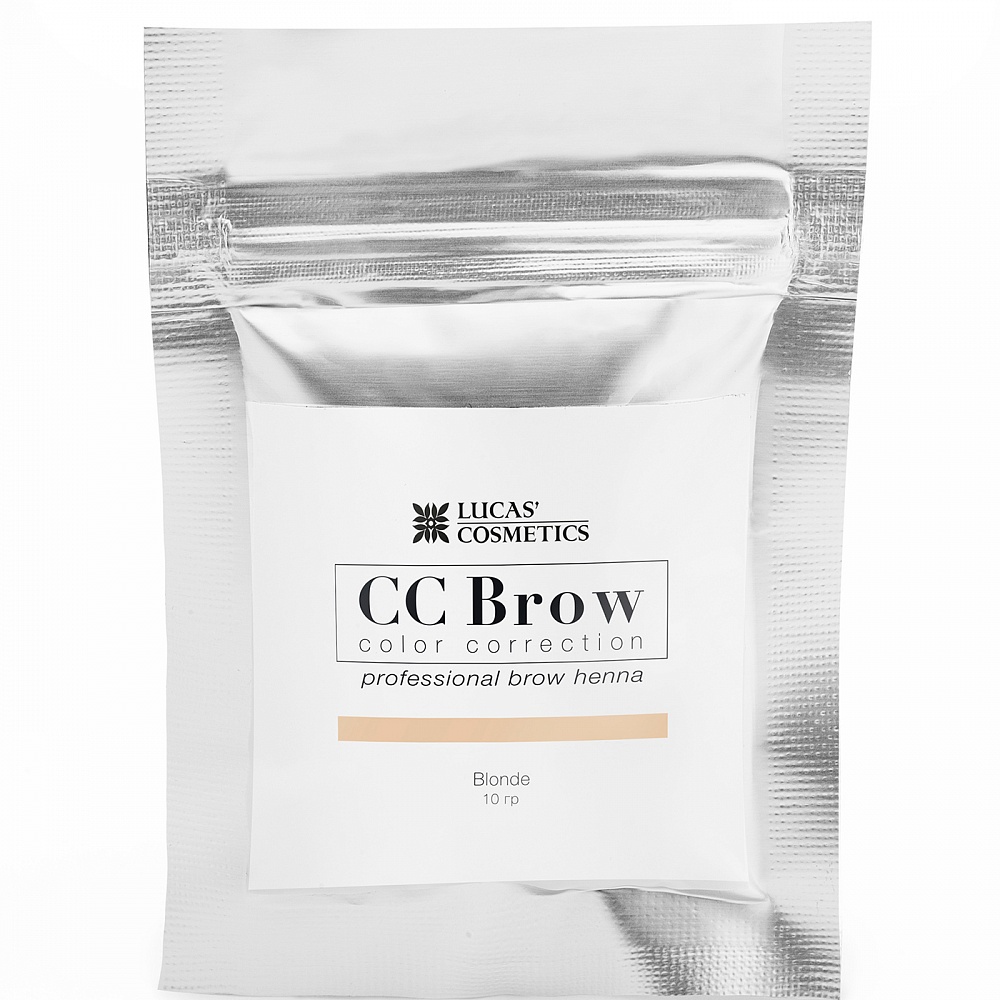 LUCAS'
COSMETICS
CC Brow
color correction
professional brow henna
Blonde
10 гр